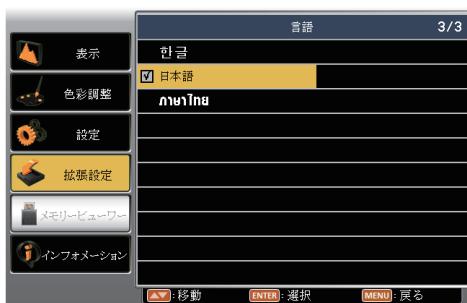 言語 3/3
表示
色彩調整
設定
拡張設定
メモリービューワー
インフォメーション
한글
日本語
ภาษาไทย
▲▼:移動 ENTER:選択 MENU:戻る